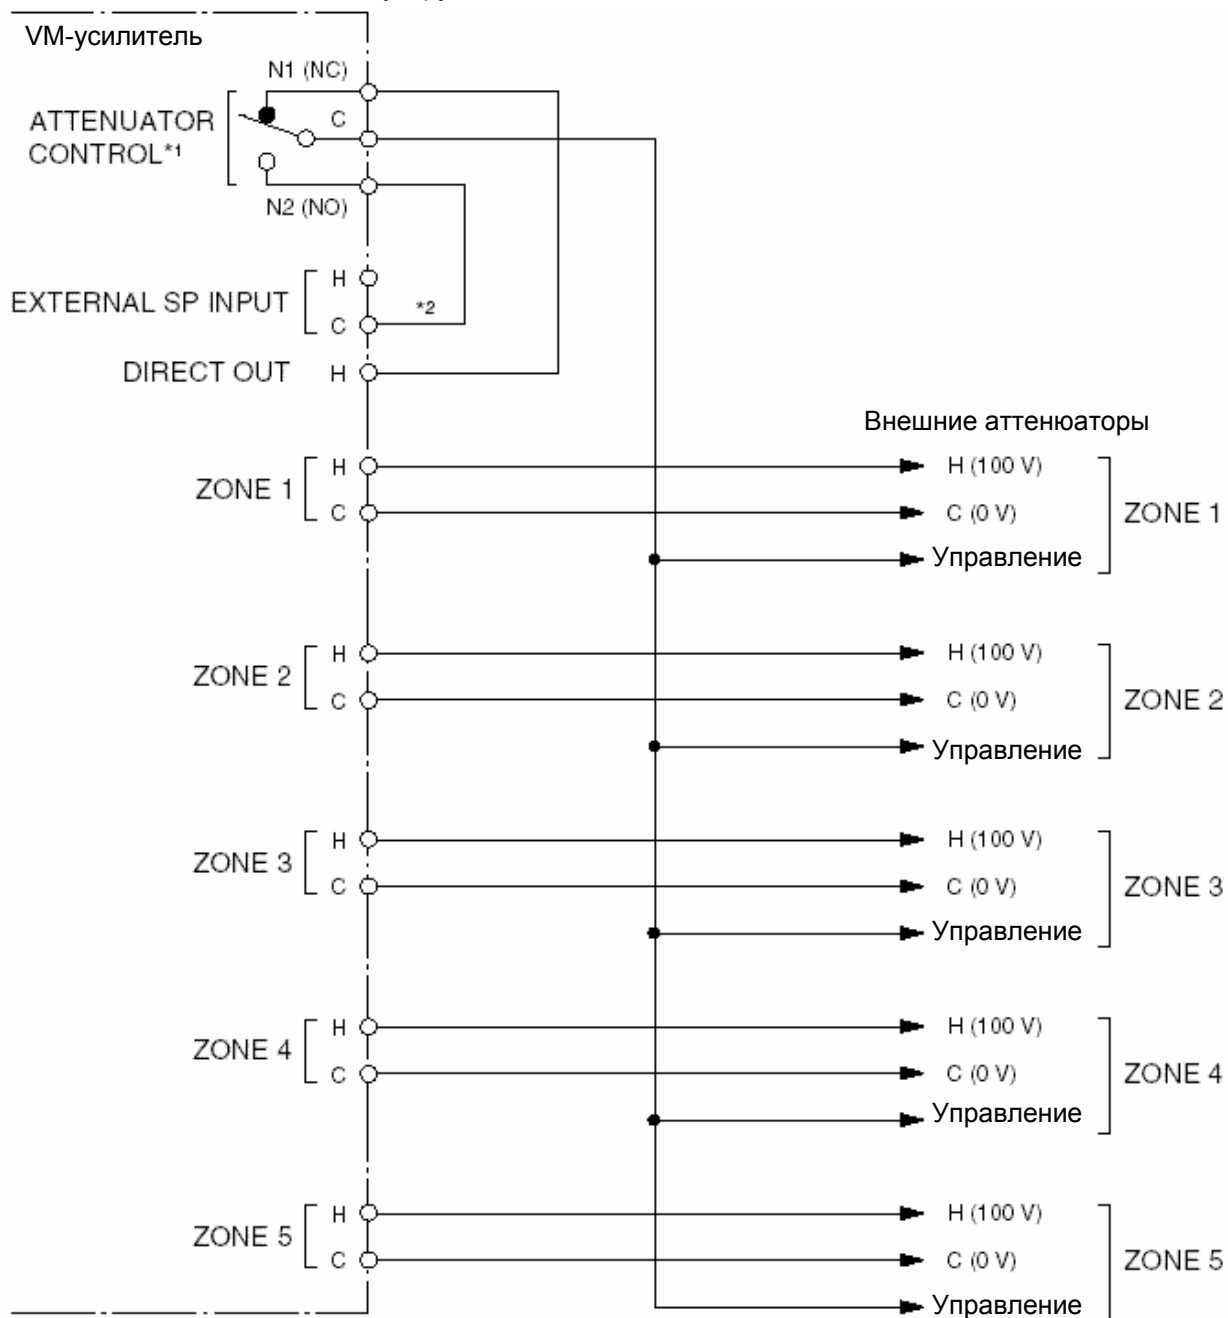 VM-усилитель
N1 (NC)
ATTENUATOR
CONTROL*1
C
N2 (NO)
EXTERNAL SP INPUT
H
*2
C
DIRECT OUT H
Внешние аттенюаторы
ZONE 1
H
C
H (100 V)
C (0 V)
Управление
ZONE 1
ZONE 2
H
C
H (100 V)
C (0 V)
Управление
ZONE 2
ZONE 3
H
C
H (100 V)
C (0 V)
Управление
ZONE 3
ZONE 4
H
C
H (100 V)
C (0 V)
Управление
ZONE 4
ZONE 5
H
C
H (100 V)
C (0 V)
Управление
ZONE 5